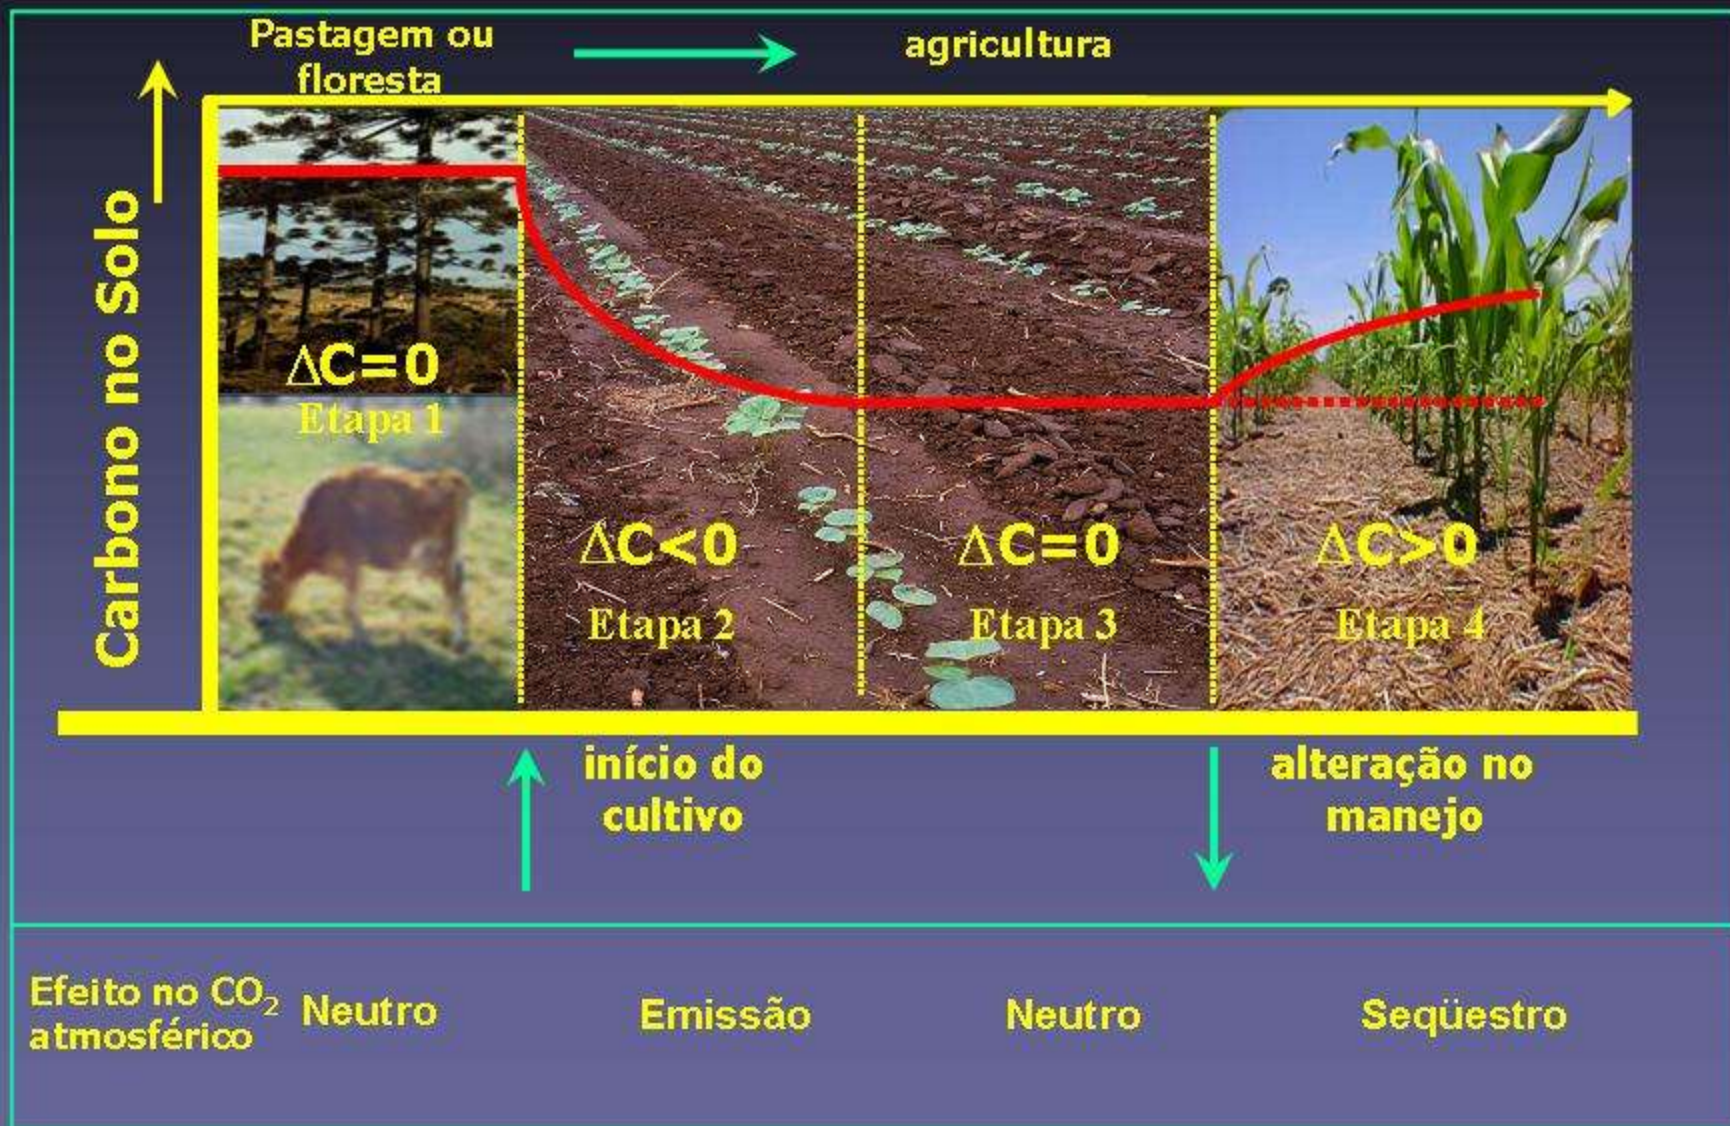 Pastagem ou
floresta
agricultura
Carbono no Solo
ΔC=0
Etapa 1
ΔC<0
Etapa 2
ΔC=0
Etapa 3
ΔC>0
Etapa 4
início do
cultivo
alteração no
manejo
Efeito no CO₂
atmosférico
Neutro
Emissão
Neutro
Seqüestro